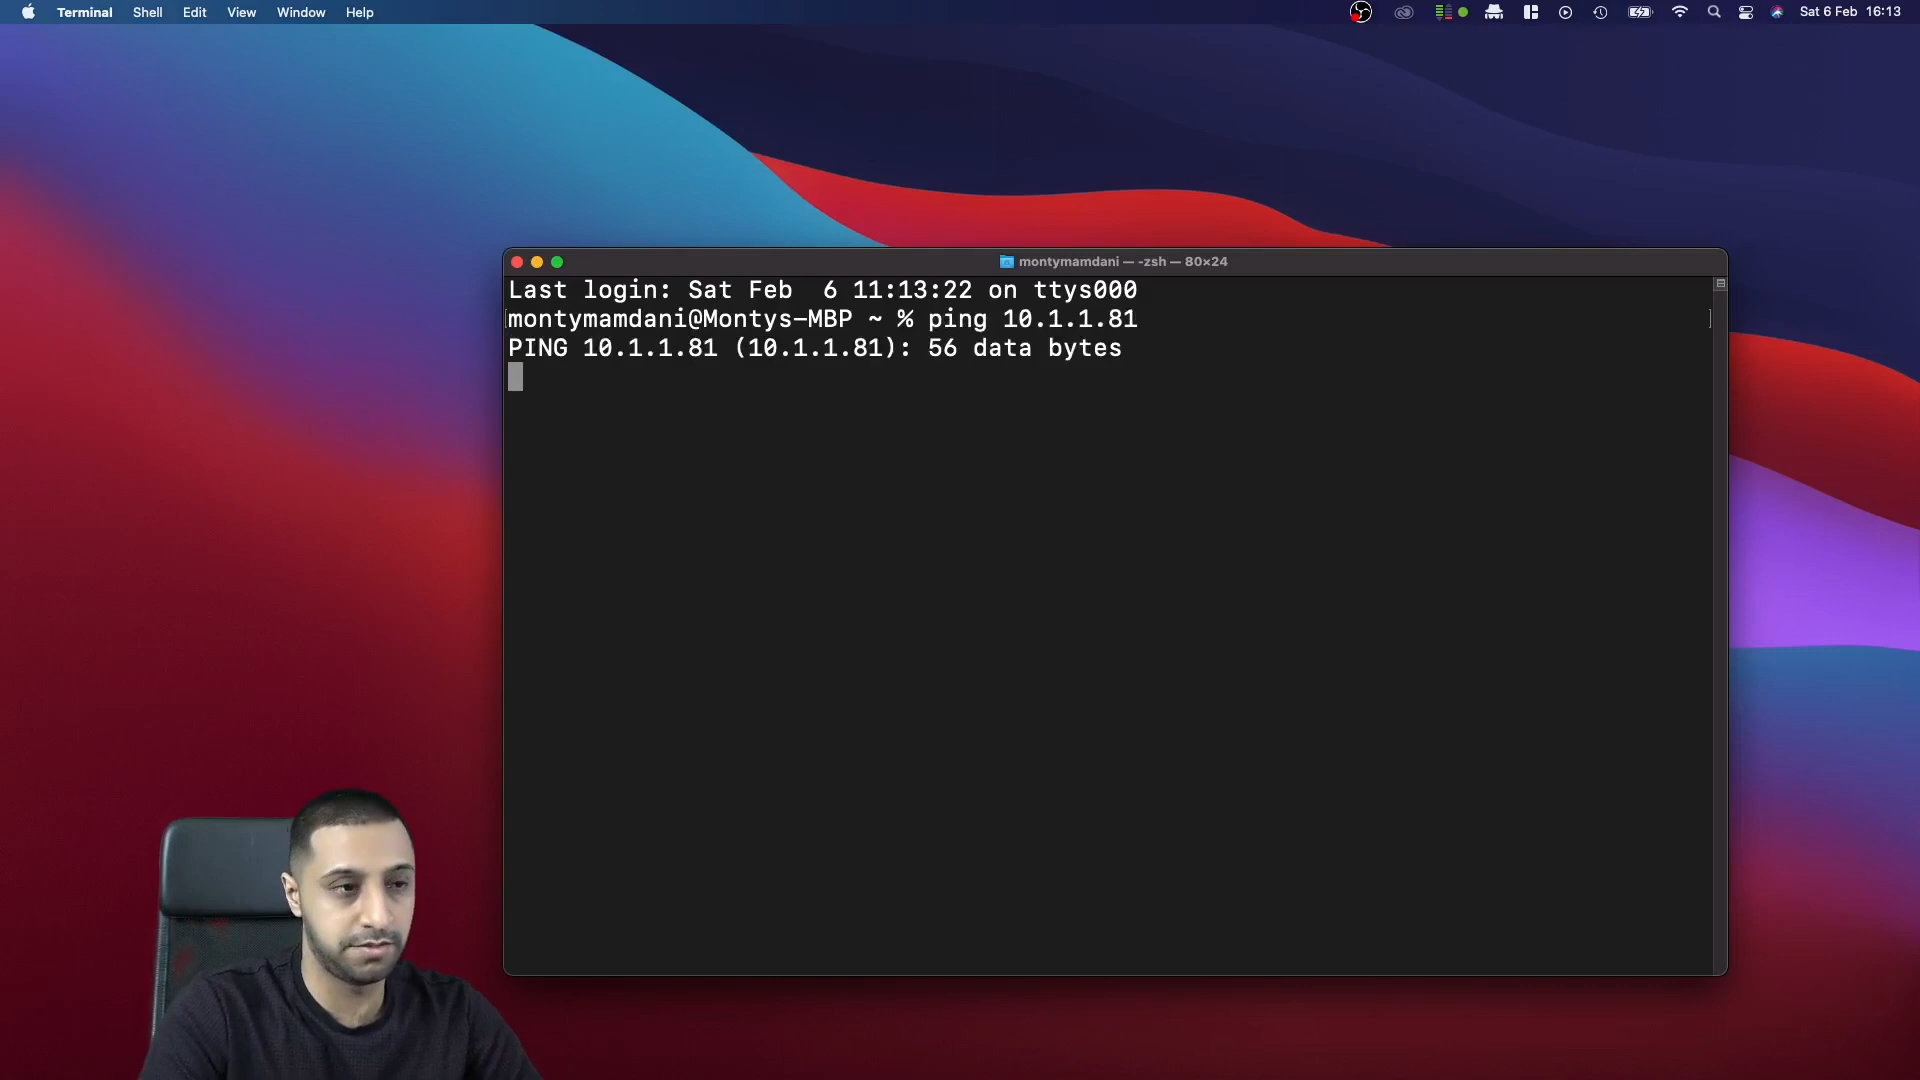 Terminal Shell Edit View Window Help Sat 6 Feb 16:13
montymamdani — -zsh — 80×24
Last login: Sat Feb  6 11:13:22 on ttys000
montymamdani@Montys-MBP ~ % ping 10.1.1.81
PING 10.1.1.81 (10.1.1.81): 56 data bytes